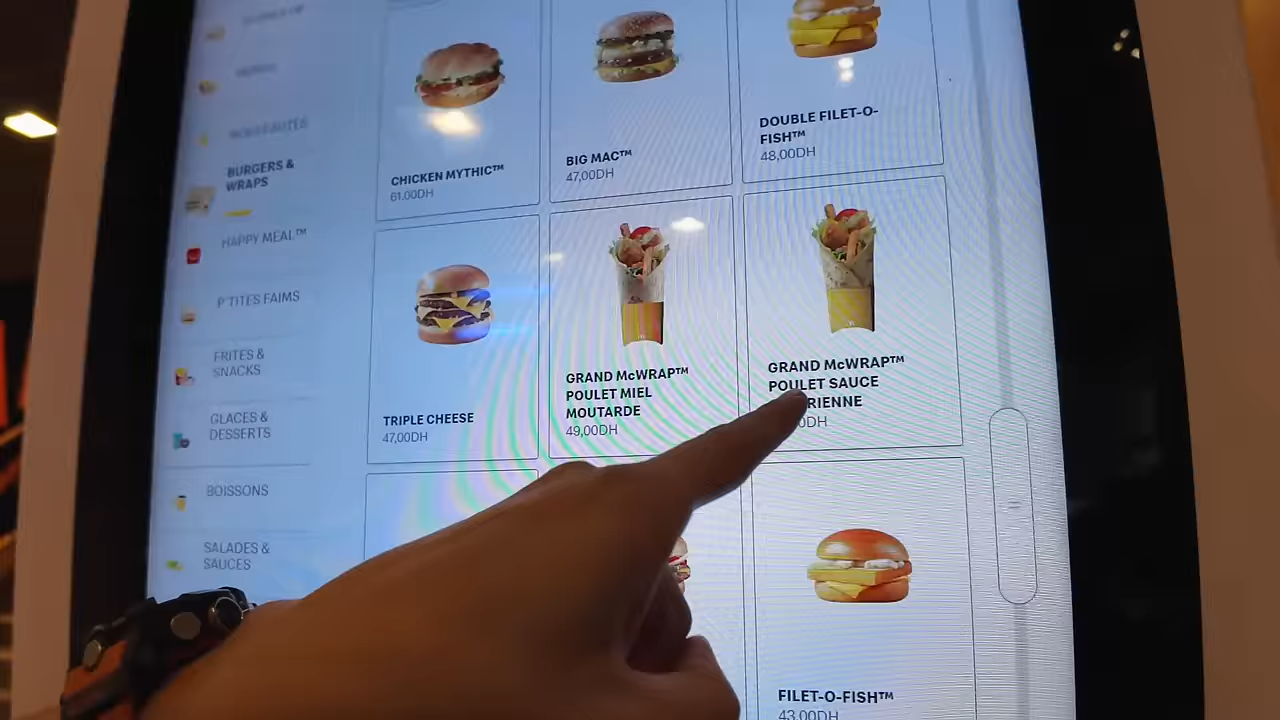 NOUVEAUTÉS
BURGERS &
WRAPS
HAPPY MEAL™
P'TITES FAIMS
FRITES &
SNACKS
GLACES &
DESSERTS
BOISSONS
SALADES &
SAUCES
CHICKEN MYTHIC™
61.00DH
BIG MAC™
47,00DH
DOUBLE FILET-O-
FISH™
48,00DH
TRIPLE CHEESE
47,00DH
GRAND McWRAP™
POULET MIEL
MOUTARDE
49,00DH
GRAND McWRAP™
POULET SAUCE
RIENNE
DH
FILET-O-FISH™
43,00DH